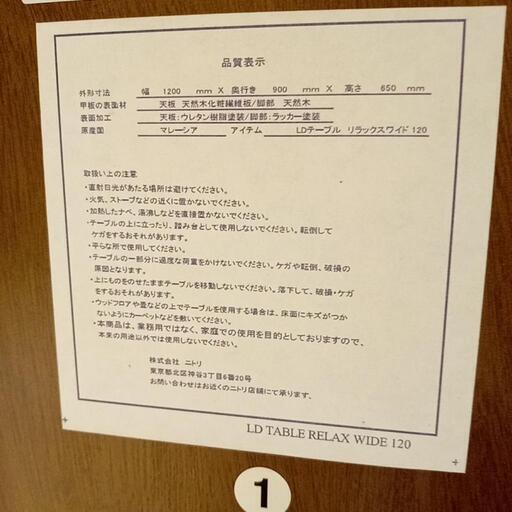 品質表示
外形寸法 幅 1200 mm X 奥行き 900 mm X 高さ 650 mm
甲板の表面材 天板 天然木化粧繊維板/脚部 天然木
表面加工 天板:ウレタン樹脂塗装/脚部:ラッカー塗装
原産国 マレーシア アイテム LDテーブル リラックスワイド 120
取扱い上の注意
・直射日光があたる場所は避けてください。
・火気、ストーブなどの近くに置かないでください。
・加熱したナベ、湯沸しなどを直接置かないでください。
・テーブルの上に立ったり、踏み台として使用しないでください。転倒して
ケガをするおそれがあります。
・平らな所で使用してください。
・テーブルの一部分に過度な荷重をかけないでください。ケガや転倒、破損の
原因となります。
・上にものをのせたままテーブルを移動しないでください。落下して、破損・ケガ
をするおそれがあります。
・ウッドフロアや畳などの上でテーブルを使用する場合は、床面にキズがつか
ないようにカーペットなどを敷いてください。
・本商品は、業務用ではなく、家庭での使用を目的としておりますので、
本来の用途以外では使用しないでください。
株式会社 ニトリ
東京都北区神谷3丁目6番20号
お問い合わせはお近くのニトリ店舗にて承ります。
LD TABLE RELAX WIDE 120
1